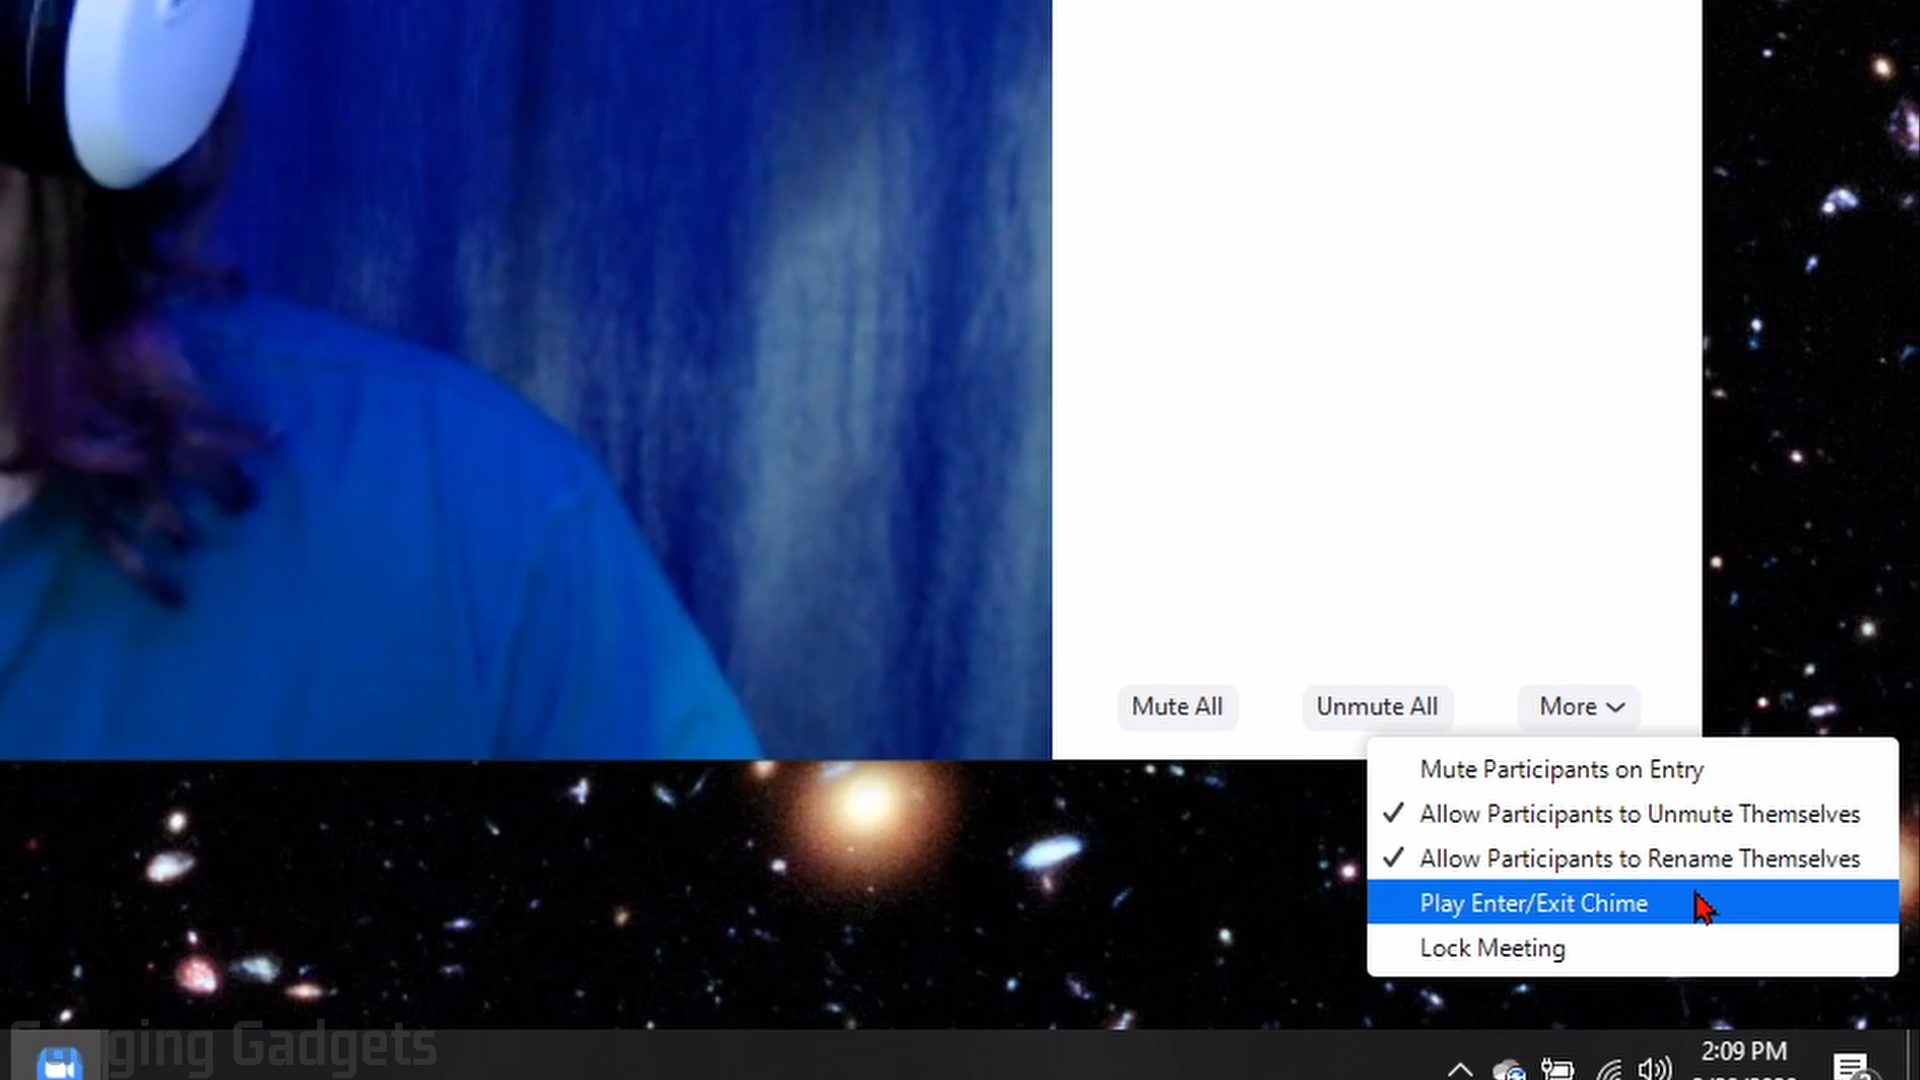 Mute All
Unmute All
More
Mute Participants on Entry
Allow Participants to Unmute Themselves
Allow Participants to Rename Themselves
Play Enter/Exit Chime
Lock Meeting
Gadgets
2:09 PM